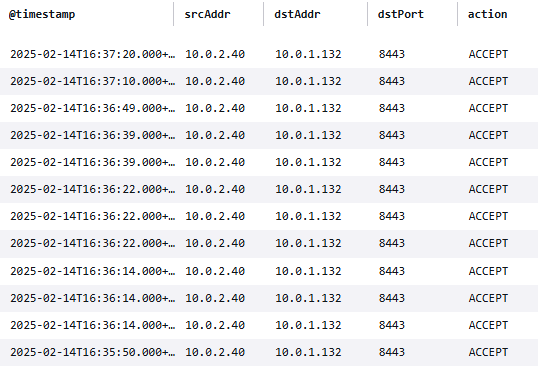 @timestamp srcAddr dstAddr dstPort action
2025-02-14T16:37:20.000+… 10.0.2.40 10.0.1.132 8443 ACCEPT
2025-02-14T16:37:10.000+… 10.0.2.40 10.0.1.132 8443 ACCEPT
2025-02-14T16:36:49.000+… 10.0.2.40 10.0.1.132 8443 ACCEPT
2025-02-14T16:36:39.000+… 10.0.2.40 10.0.1.132 8443 ACCEPT
2025-02-14T16:36:39.000+… 10.0.2.40 10.0.1.132 8443 ACCEPT
2025-02-14T16:36:22.000+… 10.0.2.40 10.0.1.132 8443 ACCEPT
2025-02-14T16:36:22.000+… 10.0.2.40 10.0.1.132 8443 ACCEPT
2025-02-14T16:36:22.000+… 10.0.2.40 10.0.1.132 8443 ACCEPT
2025-02-14T16:36:14.000+… 10.0.2.40 10.0.1.132 8443 ACCEPT
2025-02-14T16:36:14.000+… 10.0.2.40 10.0.1.132 8443 ACCEPT
2025-02-14T16:36:14.000+… 10.0.2.40 10.0.1.132 8443 ACCEPT
2025-02-14T16:35:50.000+… 10.0.2.40 10.0.1.132 8443 ACCEPT